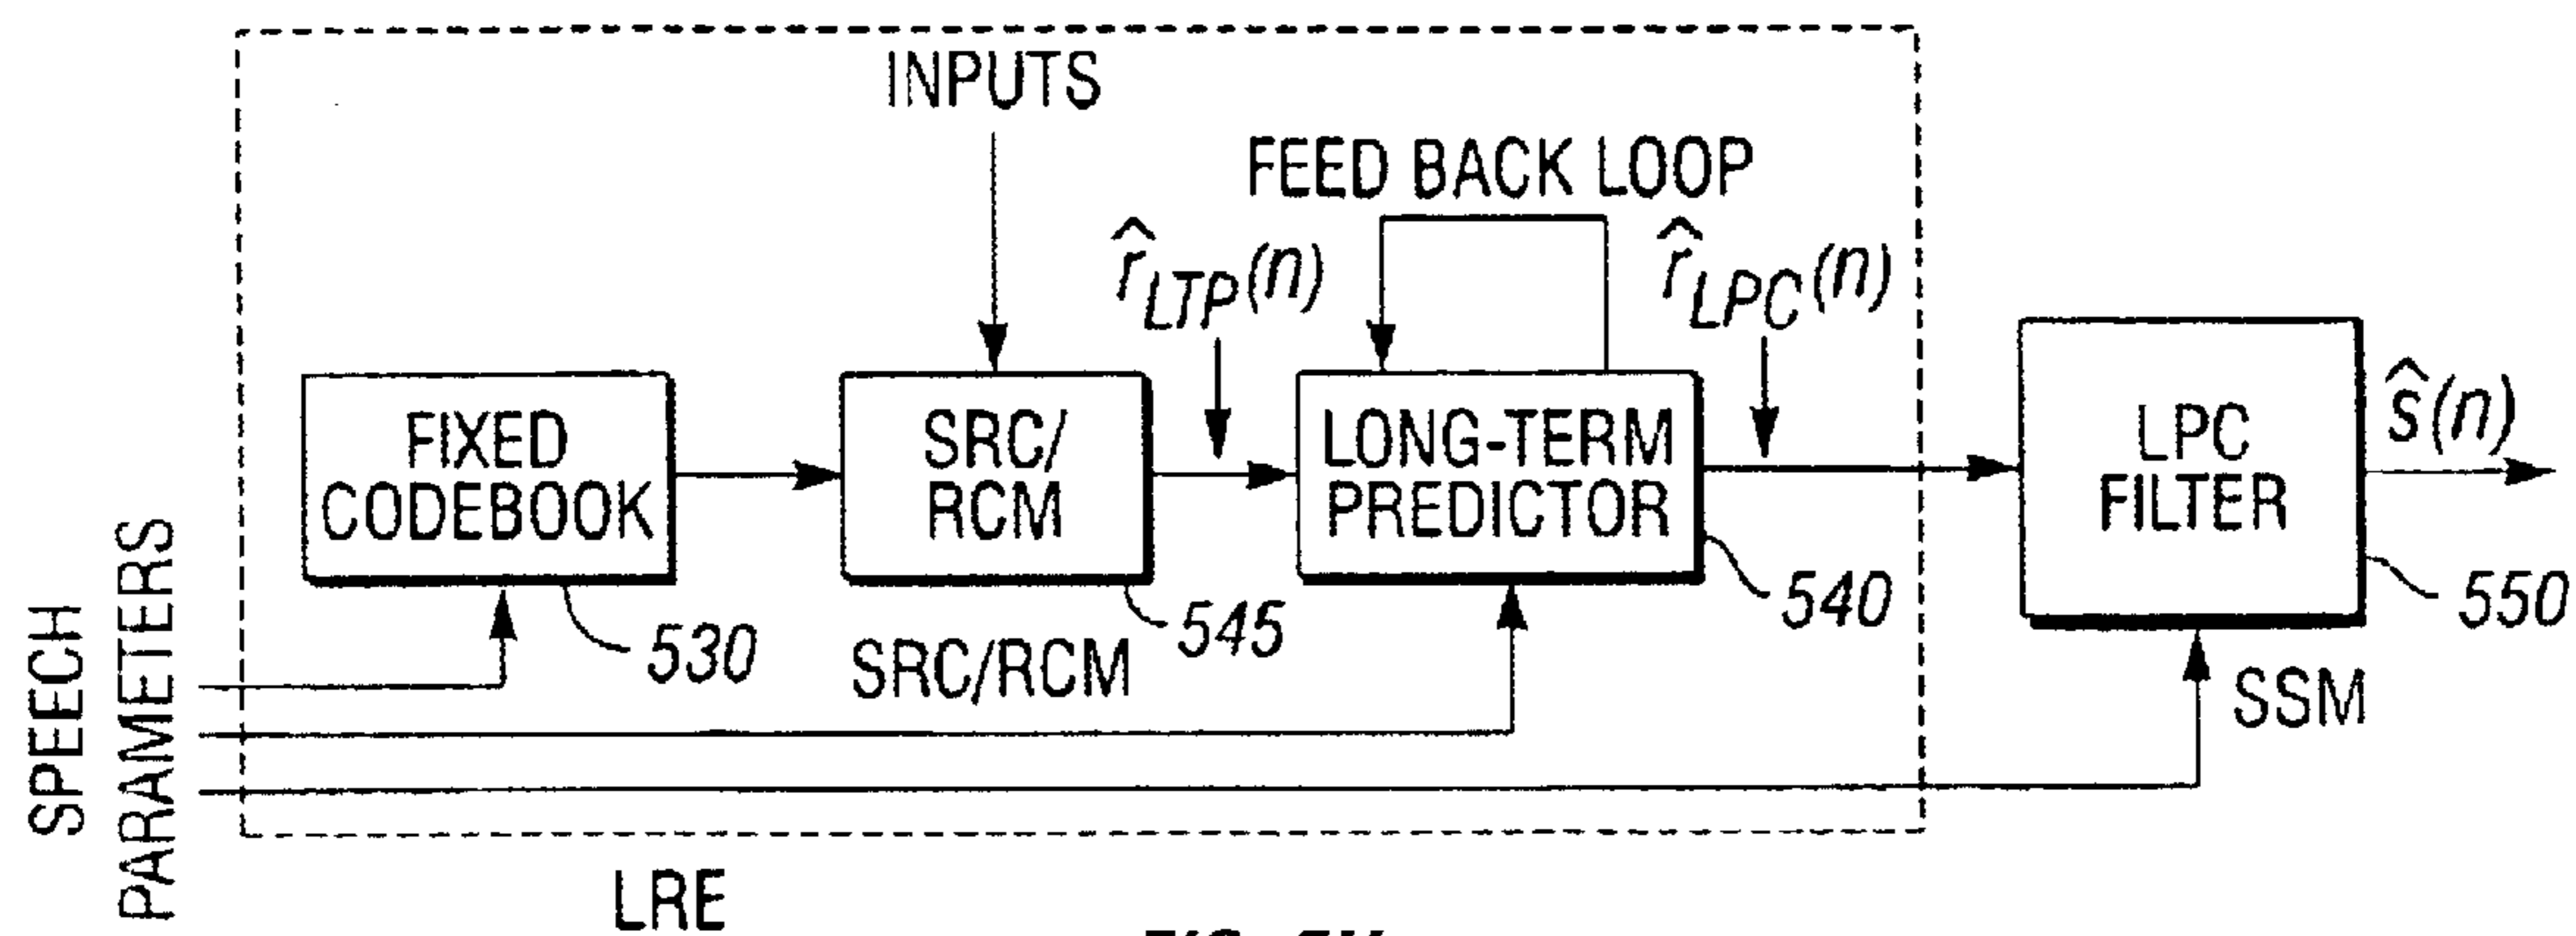 INPUTS
FEED BACK LOOP
r̂LTP(n)
r̂LPC(n)
FIXED
CODEBOOK
SRC/
RCM
LONG-TERM
PREDICTOR
LPC
FILTER
ŝ(n)
530
545
540
550
SRC/RCM
SSM
SPEECH
PARAMETERS
LRE